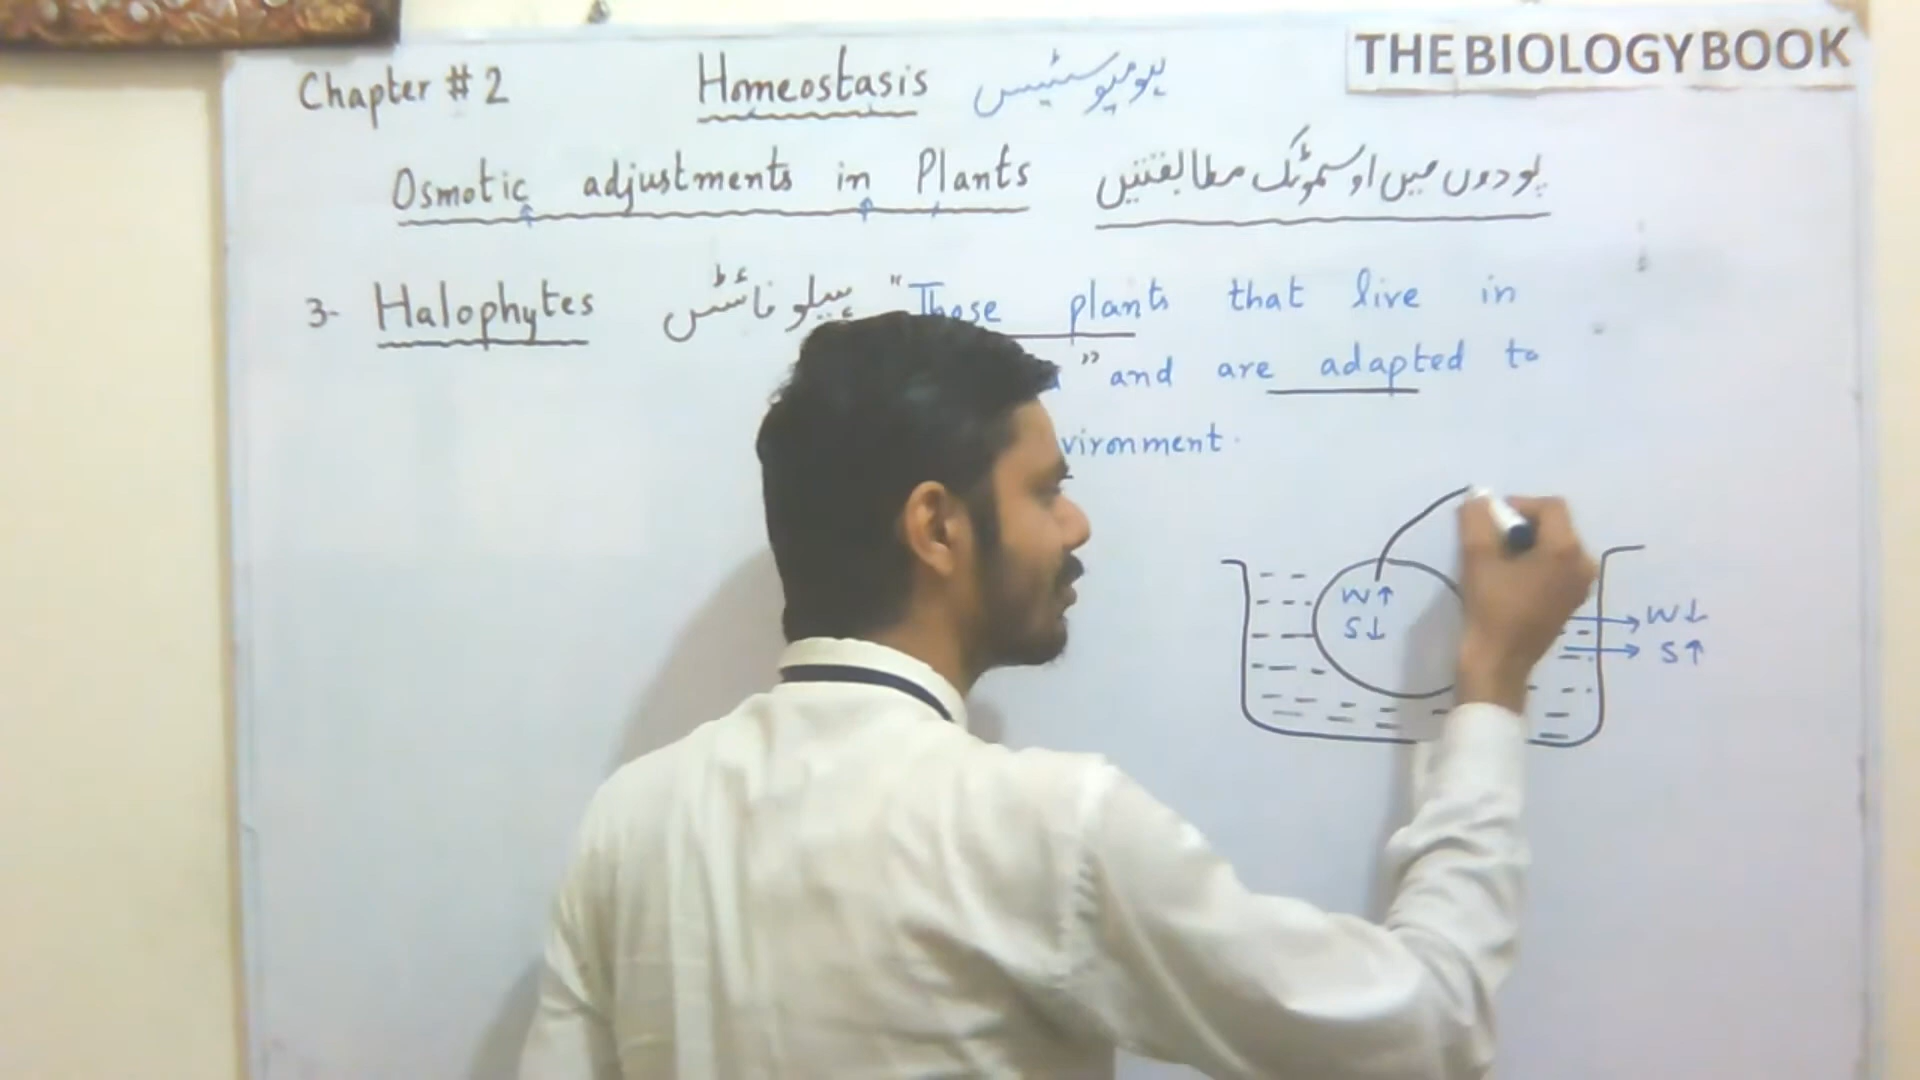 THE BIOLOGY BOOK
Chapter # 2 Homeostasis ہومیوسٹیسس
Osmotic adjustments in Plants پودوں میں اوسموٹک مطابقتیں
3- Halophytes ہیلوفائٹس "Those plants that live in
" and are adapted to
vironment.
W↑
S↓
W↓
S↑